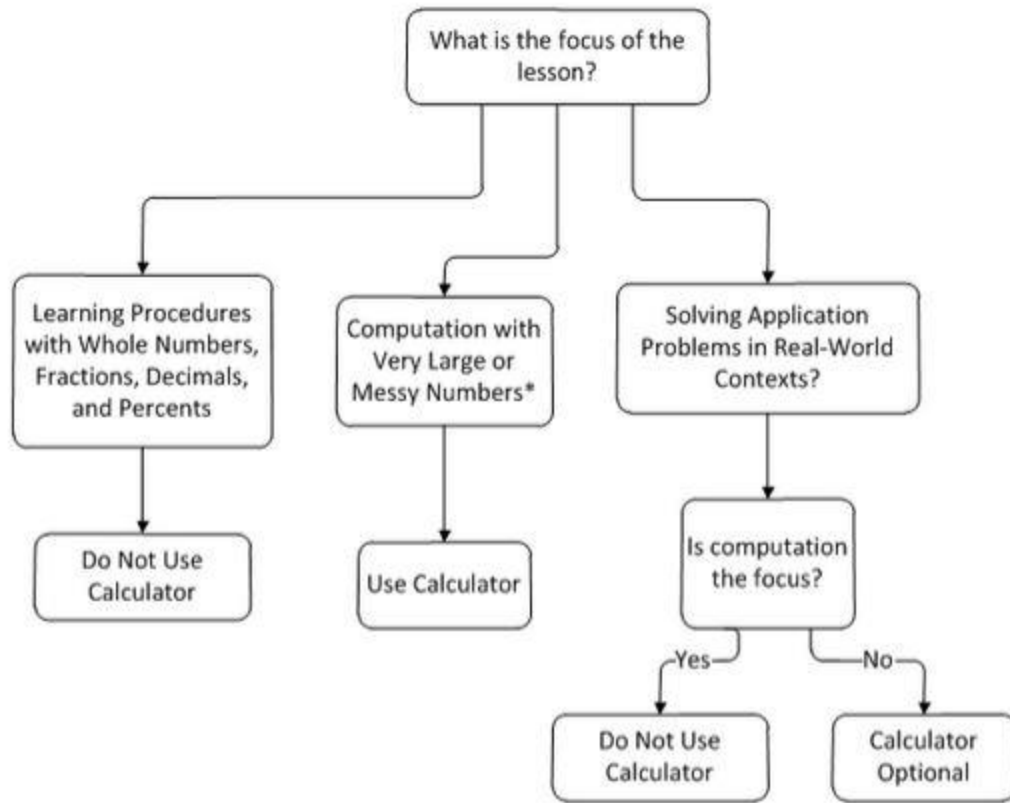 What is the focus of the
lesson?
Learning Procedures
with Whole Numbers,
Fractions, Decimals,
and Percents
Computation with
Very Large or
Messy Numbers*
Solving Application
Problems in Real-World
Contexts?
Do Not Use
Calculator
Use Calculator
Is computation
the focus?
Yes
No
Do Not Use
Calculator
Calculator
Optional